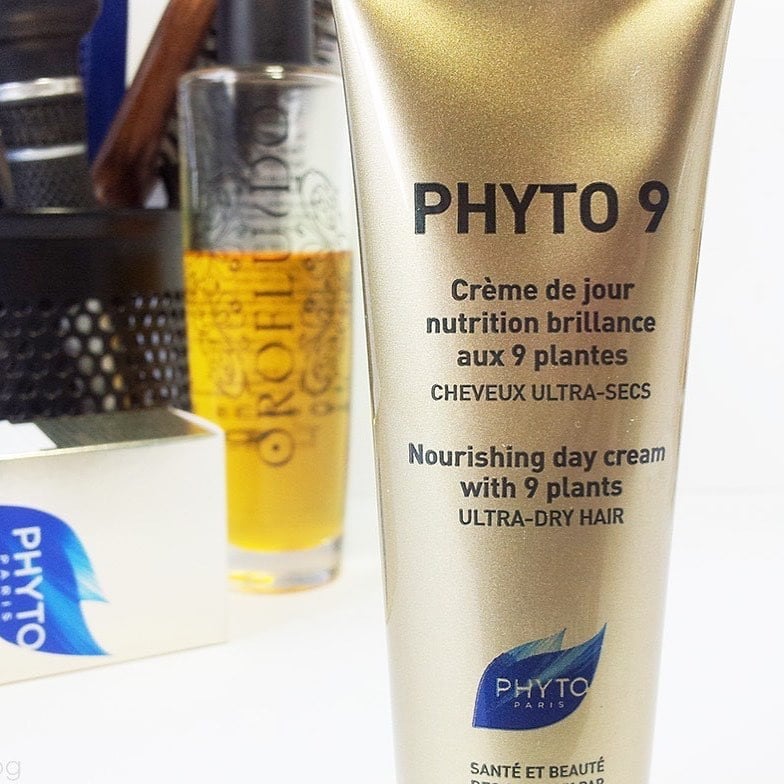 PHYTO 9
Crème de jour
nutrition brillance
aux 9 plantes
CHEVEUX ULTRA-SECS
Nourishing day cream
with 9 plants
ULTRA-DRY HAIR
PHYTO
PARIS
SANTÉ ET BEAUTÉ
OROFLUIDO
PHYTO
PARIS